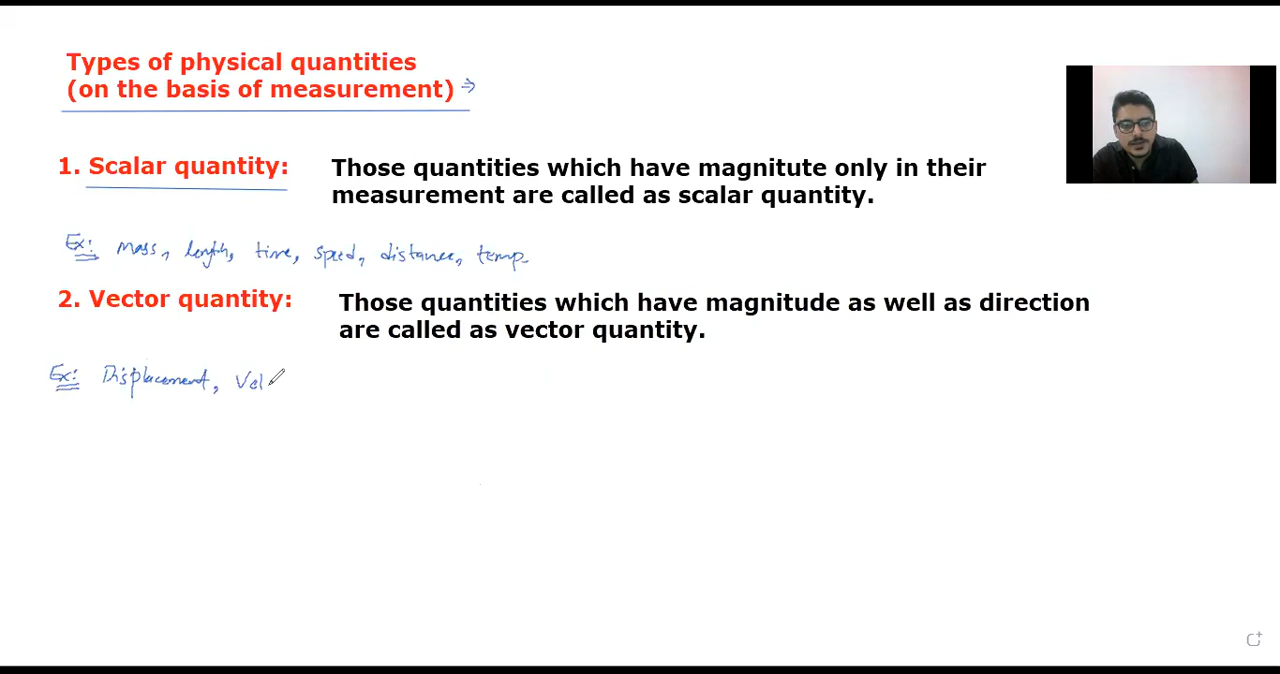 Types of physical quantities
(on the basis of measurement) ⇒
1. Scalar quantity:
Those quantities which have magnitute only in their
measurement are called as scalar quantity.
Ex: mass, length, time, speed, distance, temp.
2. Vector quantity:
Those quantities which have magnitude as well as direction
are called as vector quantity.
Ex: Displacement, Vel